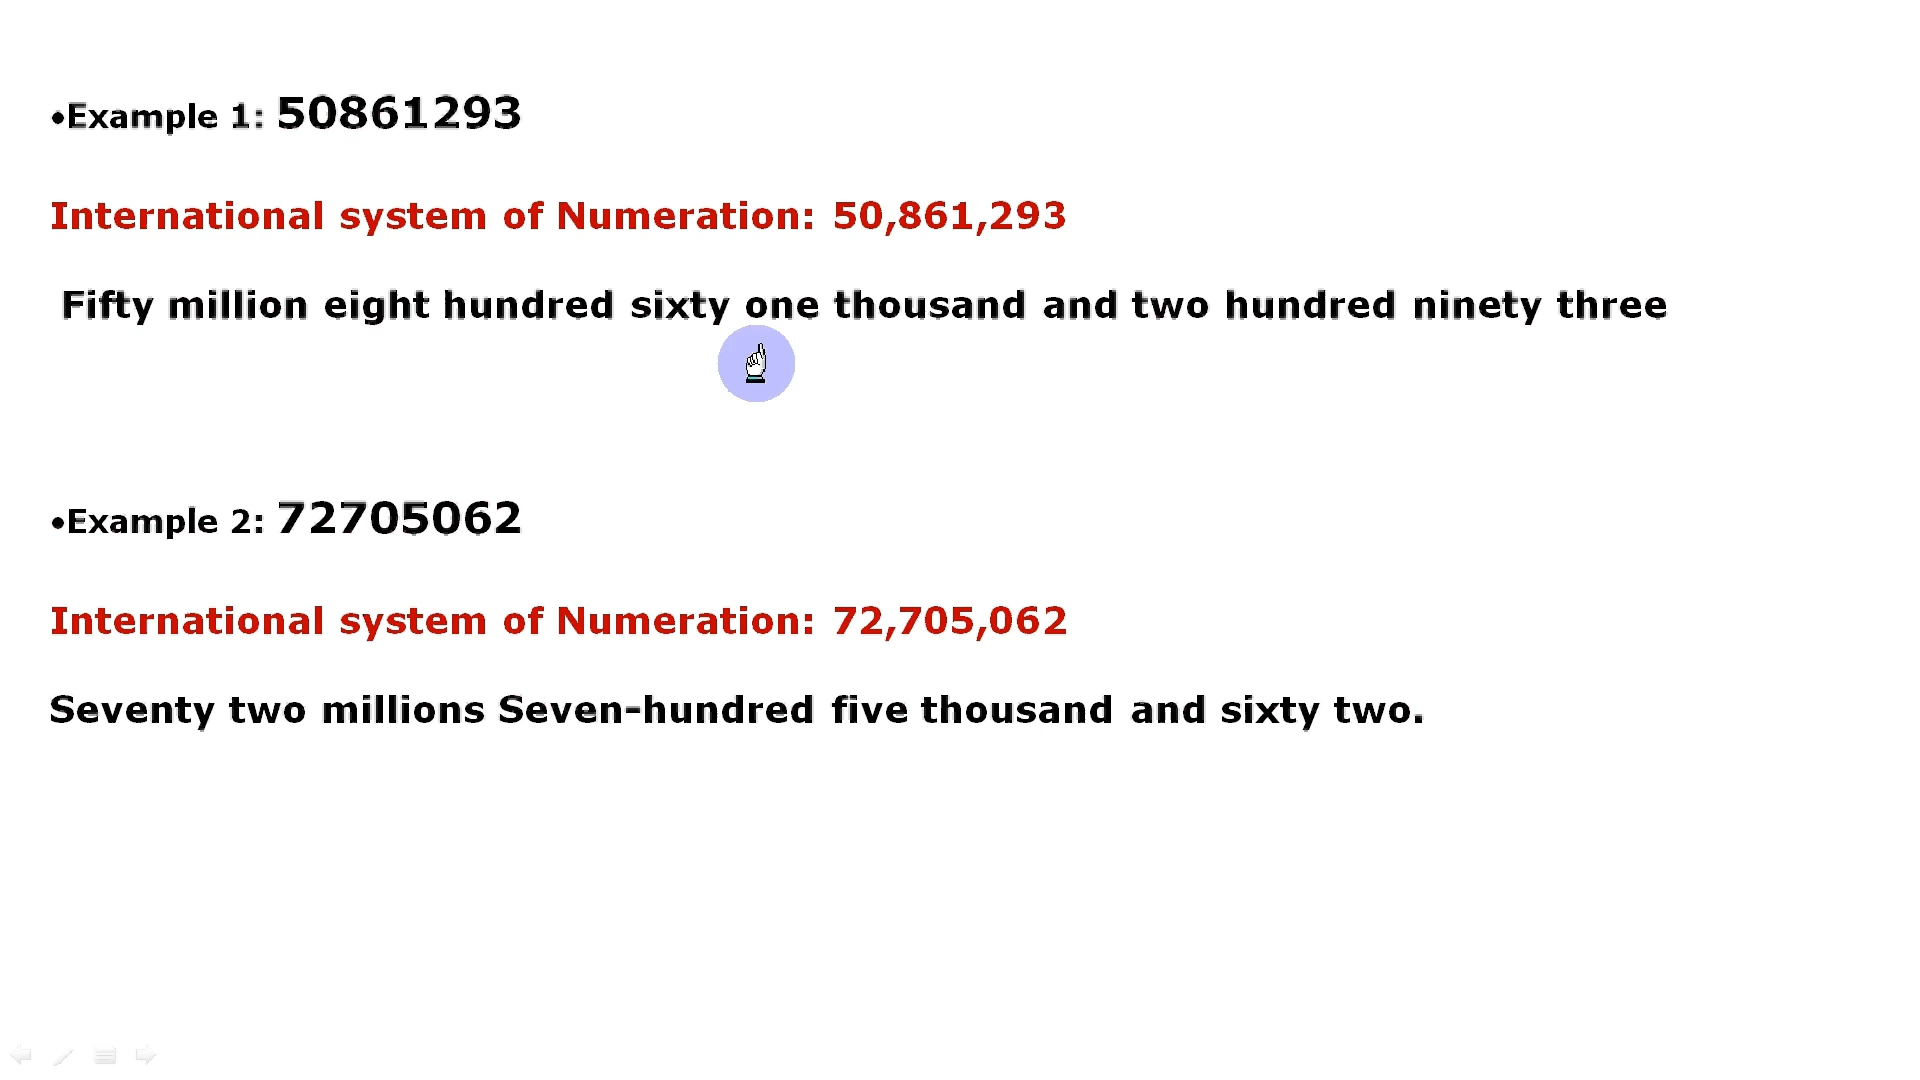 •Example 1: 50861293
International system of Numeration: 50,861,293
Fifty million eight hundred sixty one thousand and two hundred ninety three
•Example 2: 72705062
International system of Numeration: 72,705,062
Seventy two millions Seven-hundred five thousand and sixty two.